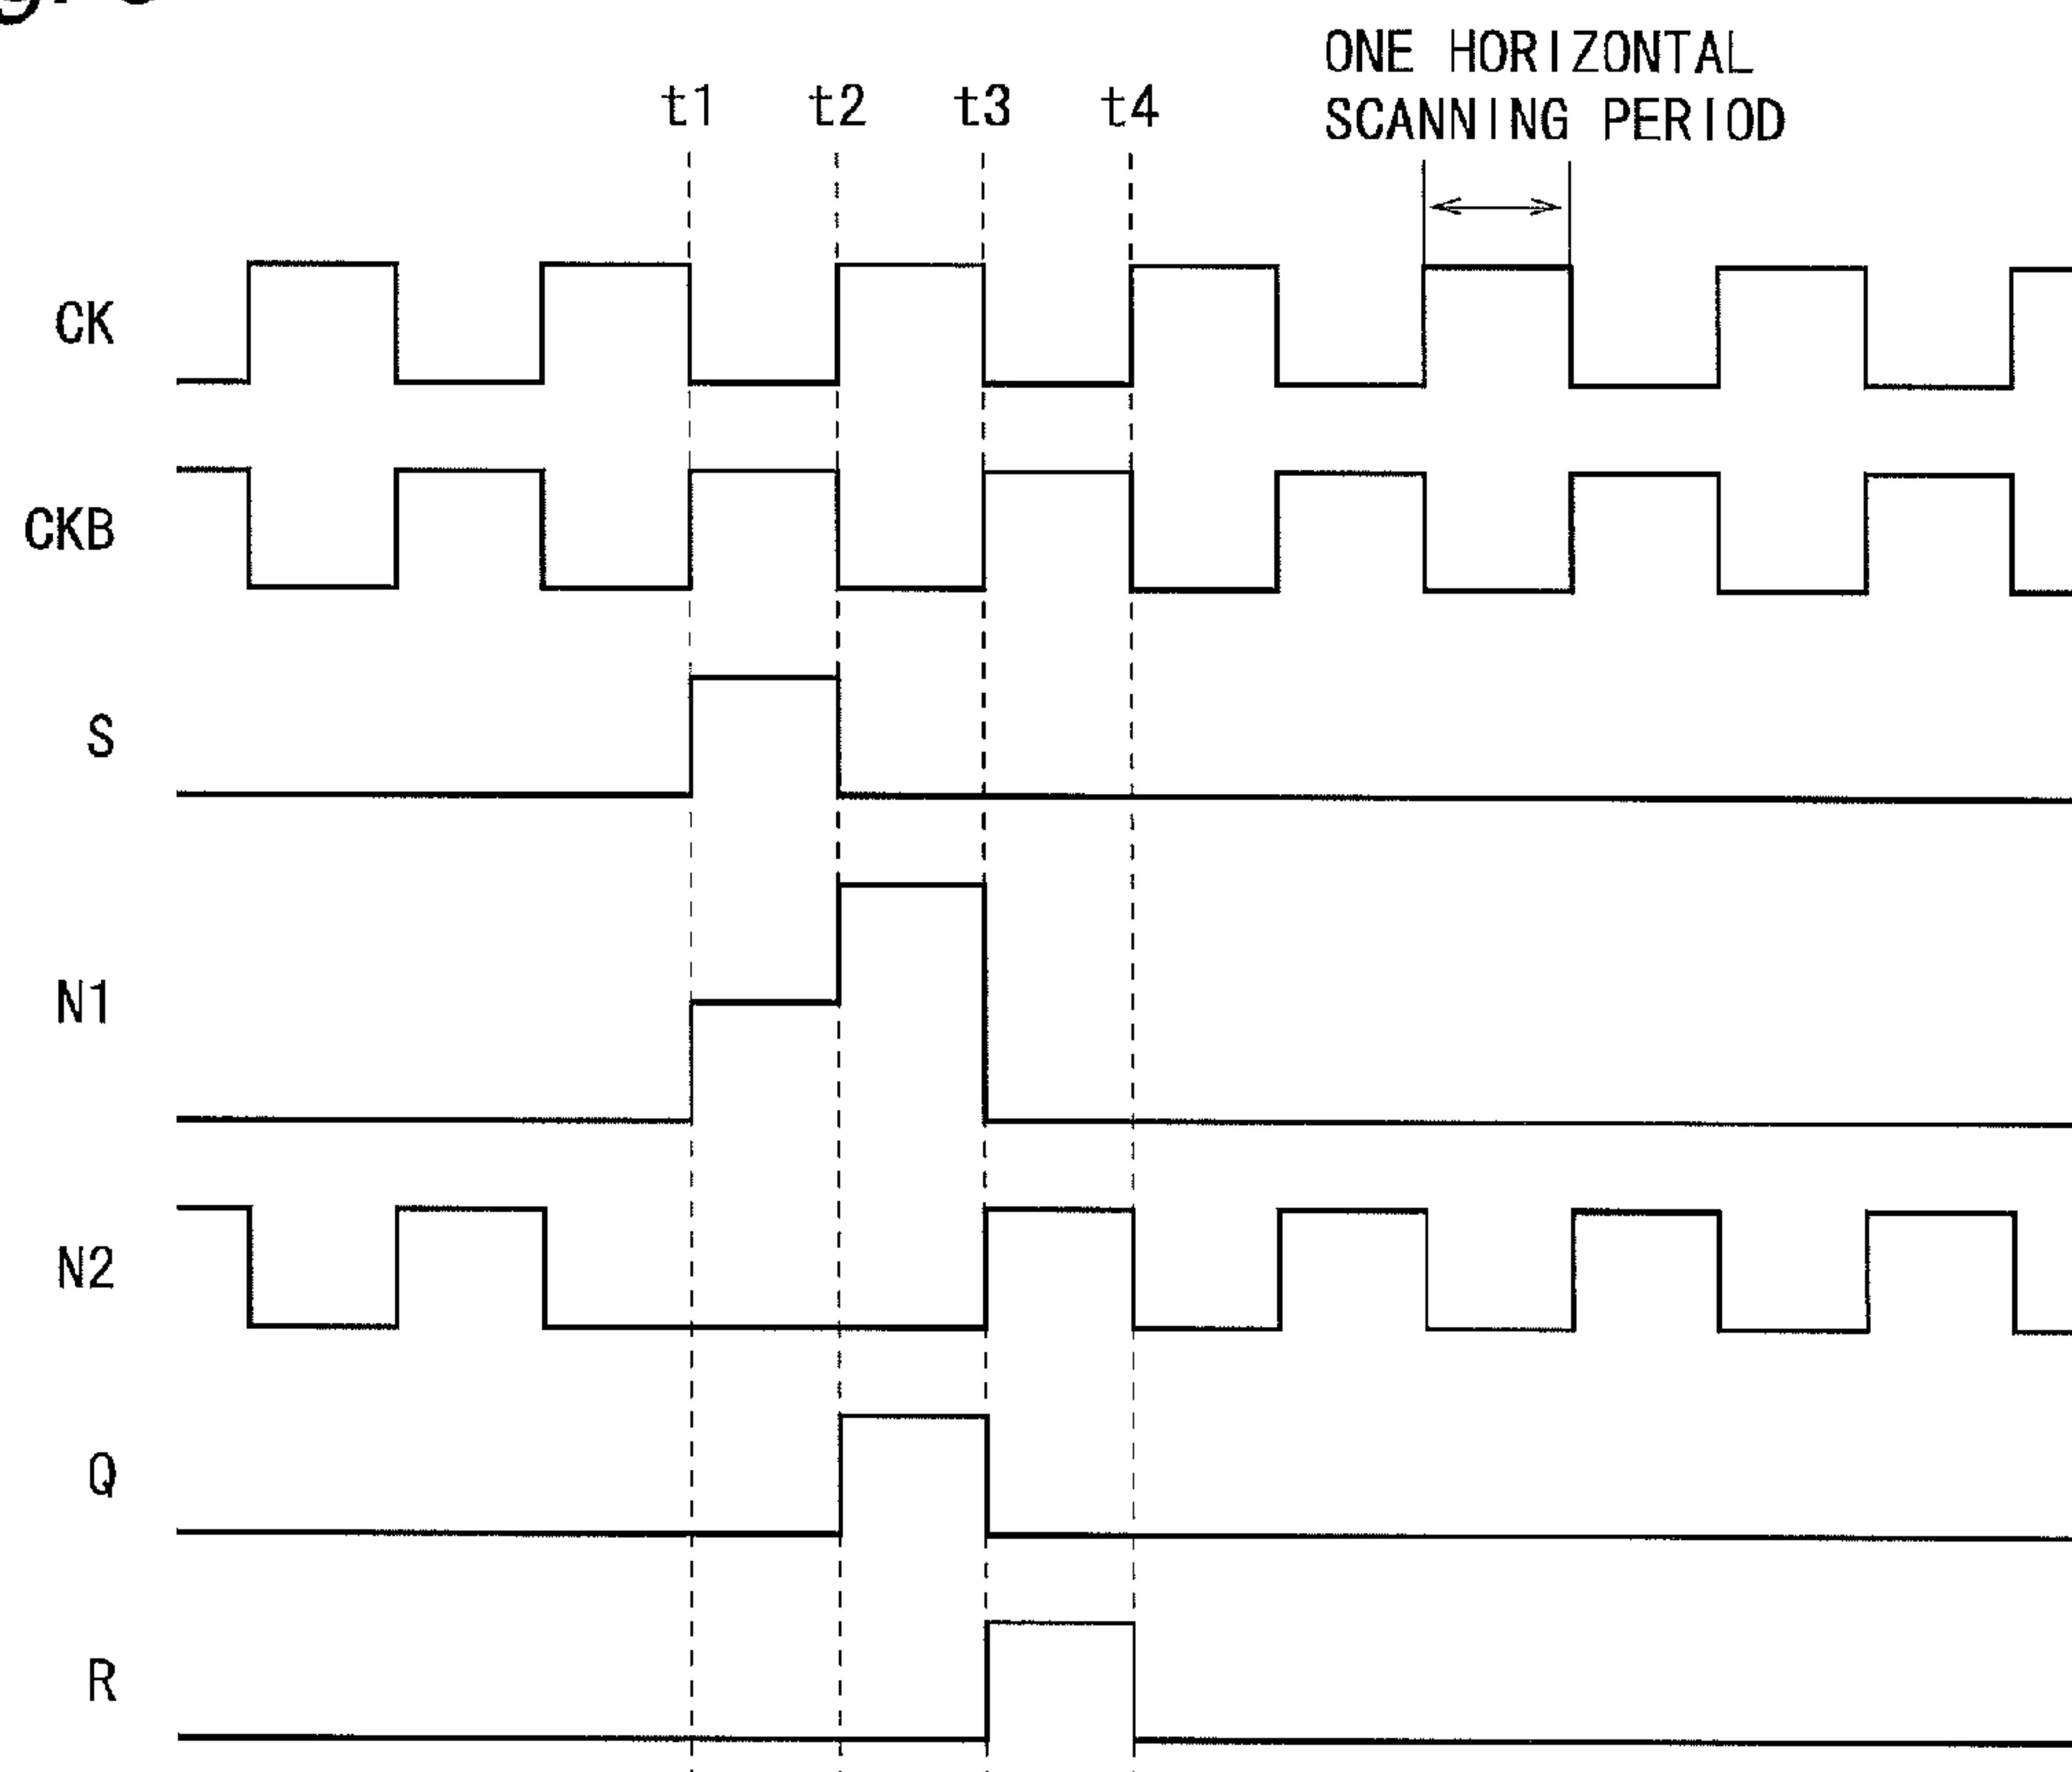 ONE HORIZONTAL
SCANNING PERIOD
t1 t2 t3 t4
CK
CKB
S
N1
N2
Q
R